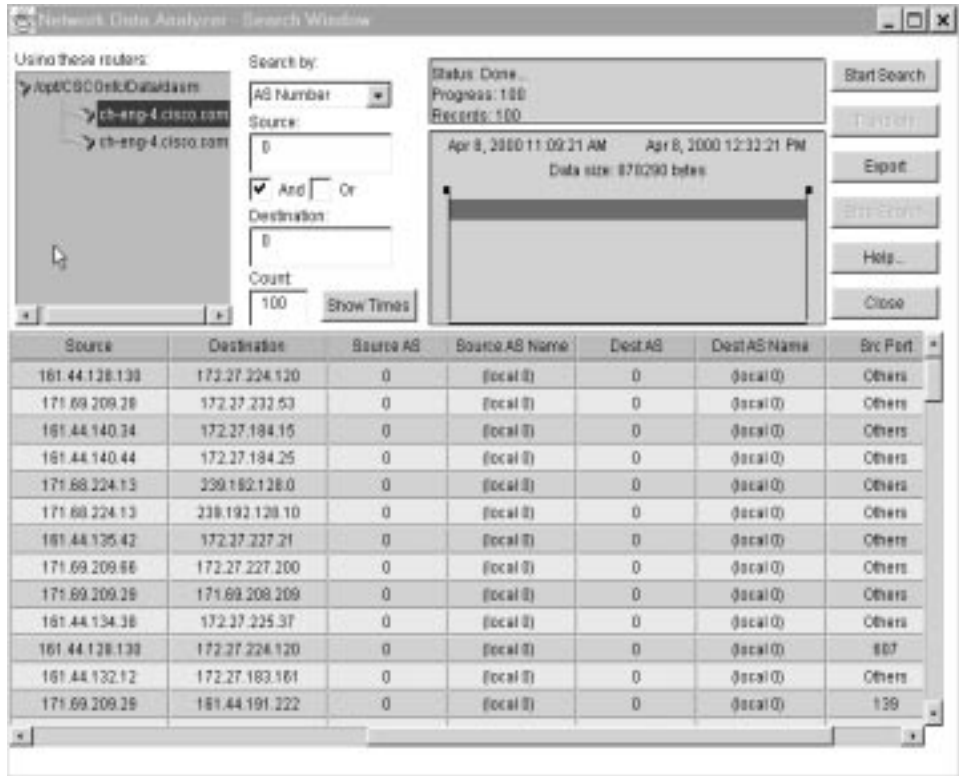 Network Data Analyzer - Search Window
Using these routers:
ch-eng-4.cisco.com
ch-eng-4.cisco.com
Search by:
AS Number
Source:
0
And Or
Destination:
0
Count:
100 Show Times
Status: Done...
Progress: 100
Records: 100
Apr 8, 2000 11:09:21 AM Apr 8, 2000 12:32:21 PM
Data size: 870290 bytes
Start Search
Export
Stop Search
Help...
Close
Source Destination Source AS Source AS Name Dest AS Dest AS Name Src Port
161.44.128.130 172.27.224.120 0 (local 0) 0 (local 0) Others
171.69.209.28 172.27.232.53 0 (local 0) 0 (local 0) Others
161.44.140.34 172.27.184.15 0 (local 0) 0 (local 0) Others
161.44.140.44 172.27.184.25 0 (local 0) 0 (local 0) Others
171.68.224.13 239.192.128.0 0 (local 0) 0 (local 0) Others
171.68.224.13 239.192.128.10 0 (local 0) 0 (local 0) Others
161.44.135.42 172.27.227.21 0 (local 0) 0 (local 0) Others
171.69.209.66 172.27.227.200 0 (local 0) 0 (local 0) Others
171.69.209.29 171.69.208.209 0 (local 0) 0 (local 0) Others
161.44.134.38 172.27.225.37 0 (local 0) 0 (local 0) Others
161.44.128.130 172.27.224.120 0 (local 0) 0 (local 0) 607
161.44.132.12 172.27.183.161 0 (local 0) 0 (local 0) Others
171.69.209.29 161.44.191.222 0 (local 0) 0 (local 0) 139